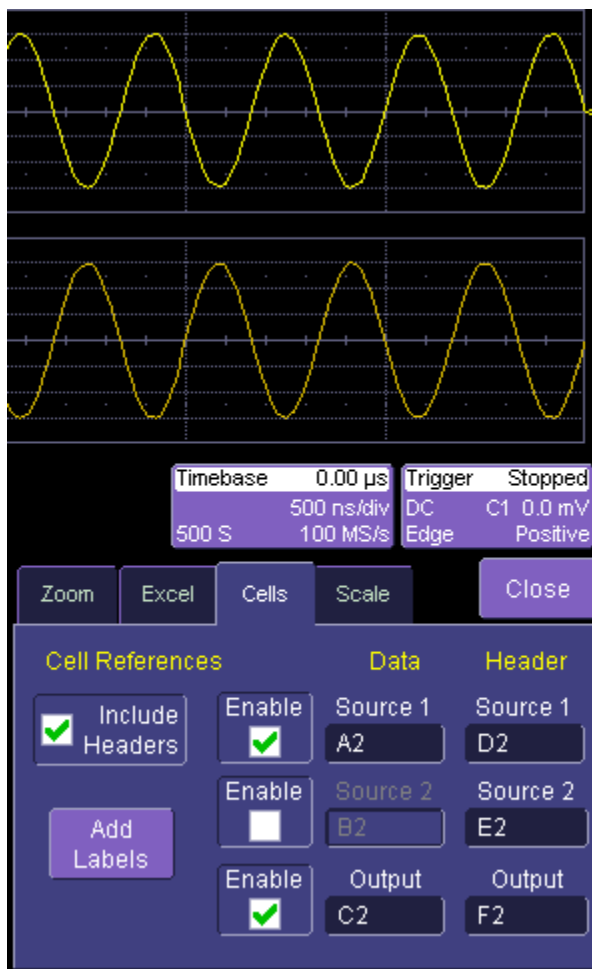 Timebase 0.00 µs
500 ns/div
500 S 100 MS/s
Trigger Stopped
DC C1 0.0 mV
Edge Positive
Zoom Excel Cells Scale Close
Cell References Data Header
Include
Headers
Enable Source 1 Source 1
A2 D2
Enable Source 2 Source 2
B2 E2
Add
Labels
Enable Output Output
C2 F2